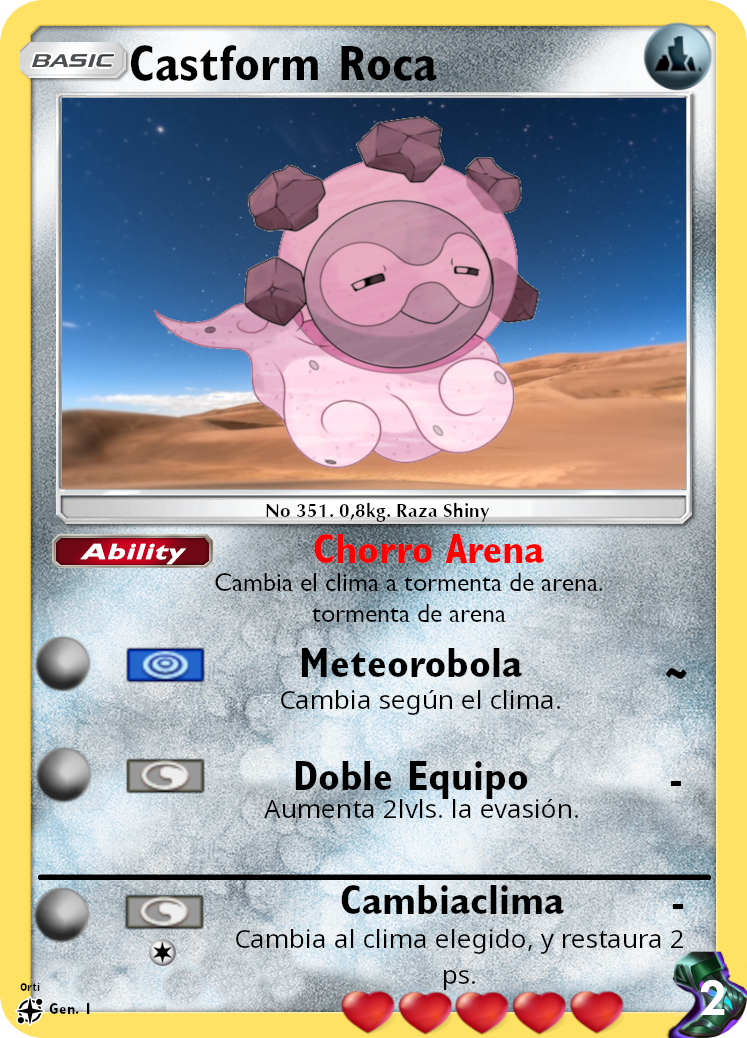 BASIC Castform Roca
No 351. 0,8kg. Raza Shiny
Ability Chorro Arena
Cambia el clima a tormenta de arena.
tormenta de arena
Meteorobola ~
Cambia según el clima.
Doble Equipo -
Aumenta 2lvls. la evasión.
Cambiaclima -
Cambia al clima elegido, y restaura 2
ps.
Orti
Gen. I
2